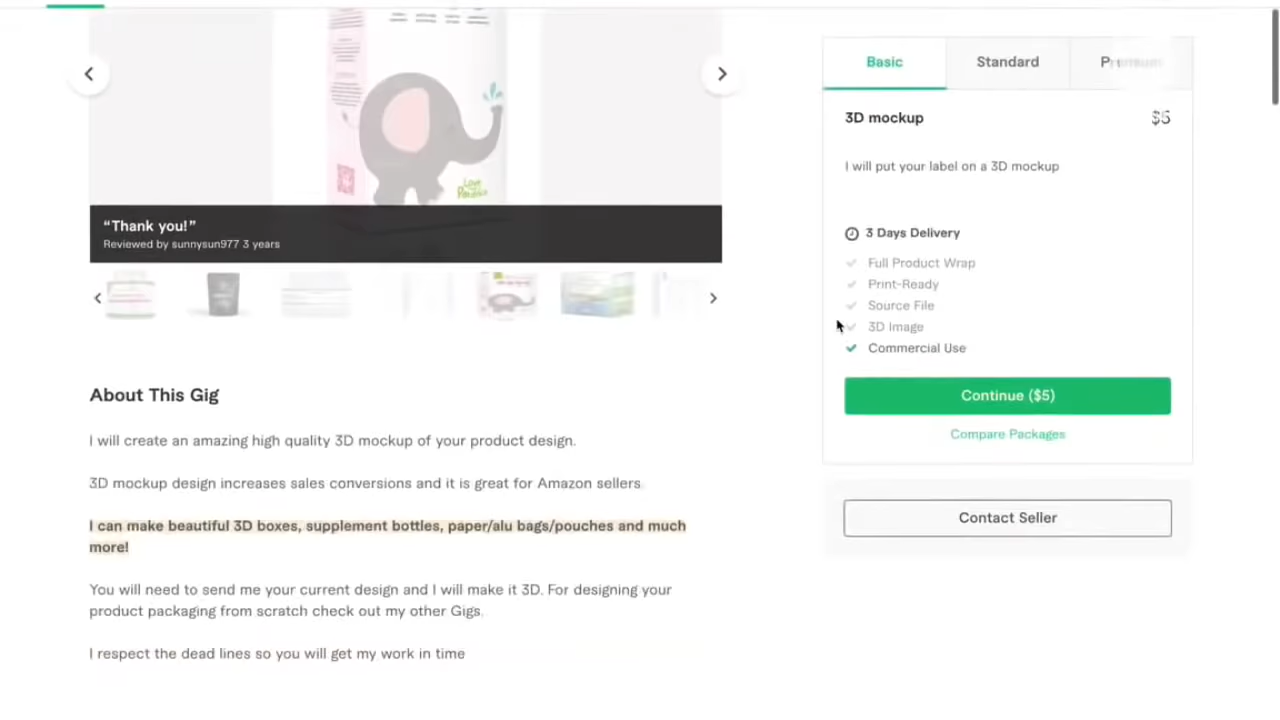 Love
“Thank you!”
Reviewed by sunnysun977 3 years
About This Gig
I will create an amazing high quality 3D mockup of your product design.
3D mockup design increases sales conversions and it is great for Amazon sellers.
I can make beautiful 3D boxes, supplement bottles, paper/alu bags/pouches and much
more!
You will need to send me your current design and I will make it 3D. For designing your
product packaging from scratch check out my other Gigs.
I respect the dead lines so you will get my work in time
Basic Standard Premium
3D mockup $5
I will put your label on a 3D mockup
3 Days Delivery
Full Product Wrap
Print-Ready
Source File
3D Image
Commercial Use
Continue ($5)
Compare Packages
Contact Seller